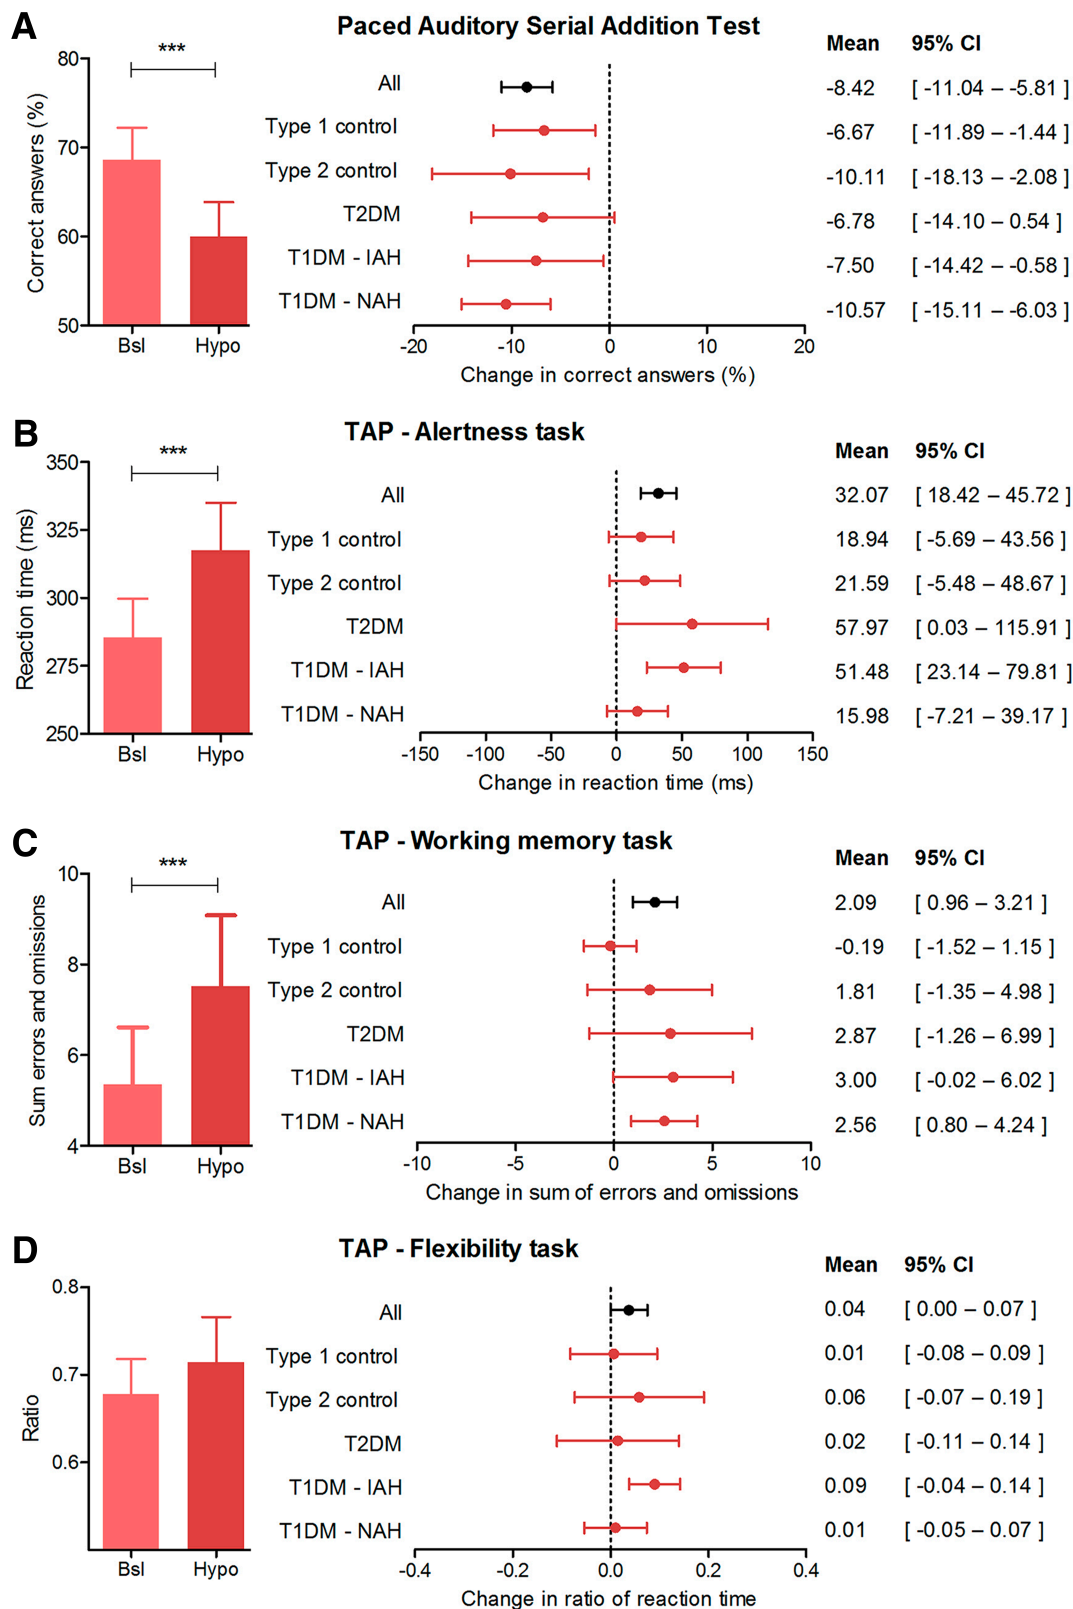 A
Paced Auditory Serial Addition Test
Mean 95% CI
***
80
70
60
50
Correct answers (%)
Bsl Hypo
All -8.42 [ -11.04 – -5.81 ]
Type 1 control -6.67 [ -11.89 – -1.44 ]
Type 2 control -10.11 [ -18.13 – -2.08 ]
T2DM -6.78 [ -14.10 – 0.54 ]
T1DM - IAH -7.50 [ -14.42 – -0.58 ]
T1DM - NAH -10.57 [ -15.11 – -6.03 ]
-20 -10 0 10 20
Change in correct answers (%)
B
TAP - Alertness task
Mean 95% CI
***
350
325
300
275
250
Reaction time (ms)
Bsl Hypo
All 32.07 [ 18.42 – 45.72 ]
Type 1 control 18.94 [ -5.69 – 43.56 ]
Type 2 control 21.59 [ -5.48 – 48.67 ]
T2DM 57.97 [ 0.03 – 115.91 ]
T1DM - IAH 51.48 [ 23.14 – 79.81 ]
T1DM - NAH 15.98 [ -7.21 – 39.17 ]
-150 -100 -50 0 50 100 150
Change in reaction time (ms)
C
TAP - Working memory task
Mean 95% CI
***
10
8
6
4
Sum errors and omissions
Bsl Hypo
All 2.09 [ 0.96 – 3.21 ]
Type 1 control -0.19 [ -1.52 – 1.15 ]
Type 2 control 1.81 [ -1.35 – 4.98 ]
T2DM 2.87 [ -1.26 – 6.99 ]
T1DM - IAH 3.00 [ -0.02 – 6.02 ]
T1DM - NAH 2.56 [ 0.80 – 4.24 ]
-10 -5 0 5 10
Change in sum of errors and omissions
D
TAP - Flexibility task
Mean 95% CI
0.8
0.7
0.6
Ratio
Bsl Hypo
All 0.04 [ 0.00 – 0.07 ]
Type 1 control 0.01 [ -0.08 – 0.09 ]
Type 2 control 0.06 [ -0.07 – 0.19 ]
T2DM 0.02 [ -0.11 – 0.14 ]
T1DM - IAH 0.09 [ -0.04 – 0.14 ]
T1DM - NAH 0.01 [ -0.05 – 0.07 ]
-0.4 -0.2 0.0 0.2 0.4
Change in ratio of reaction time